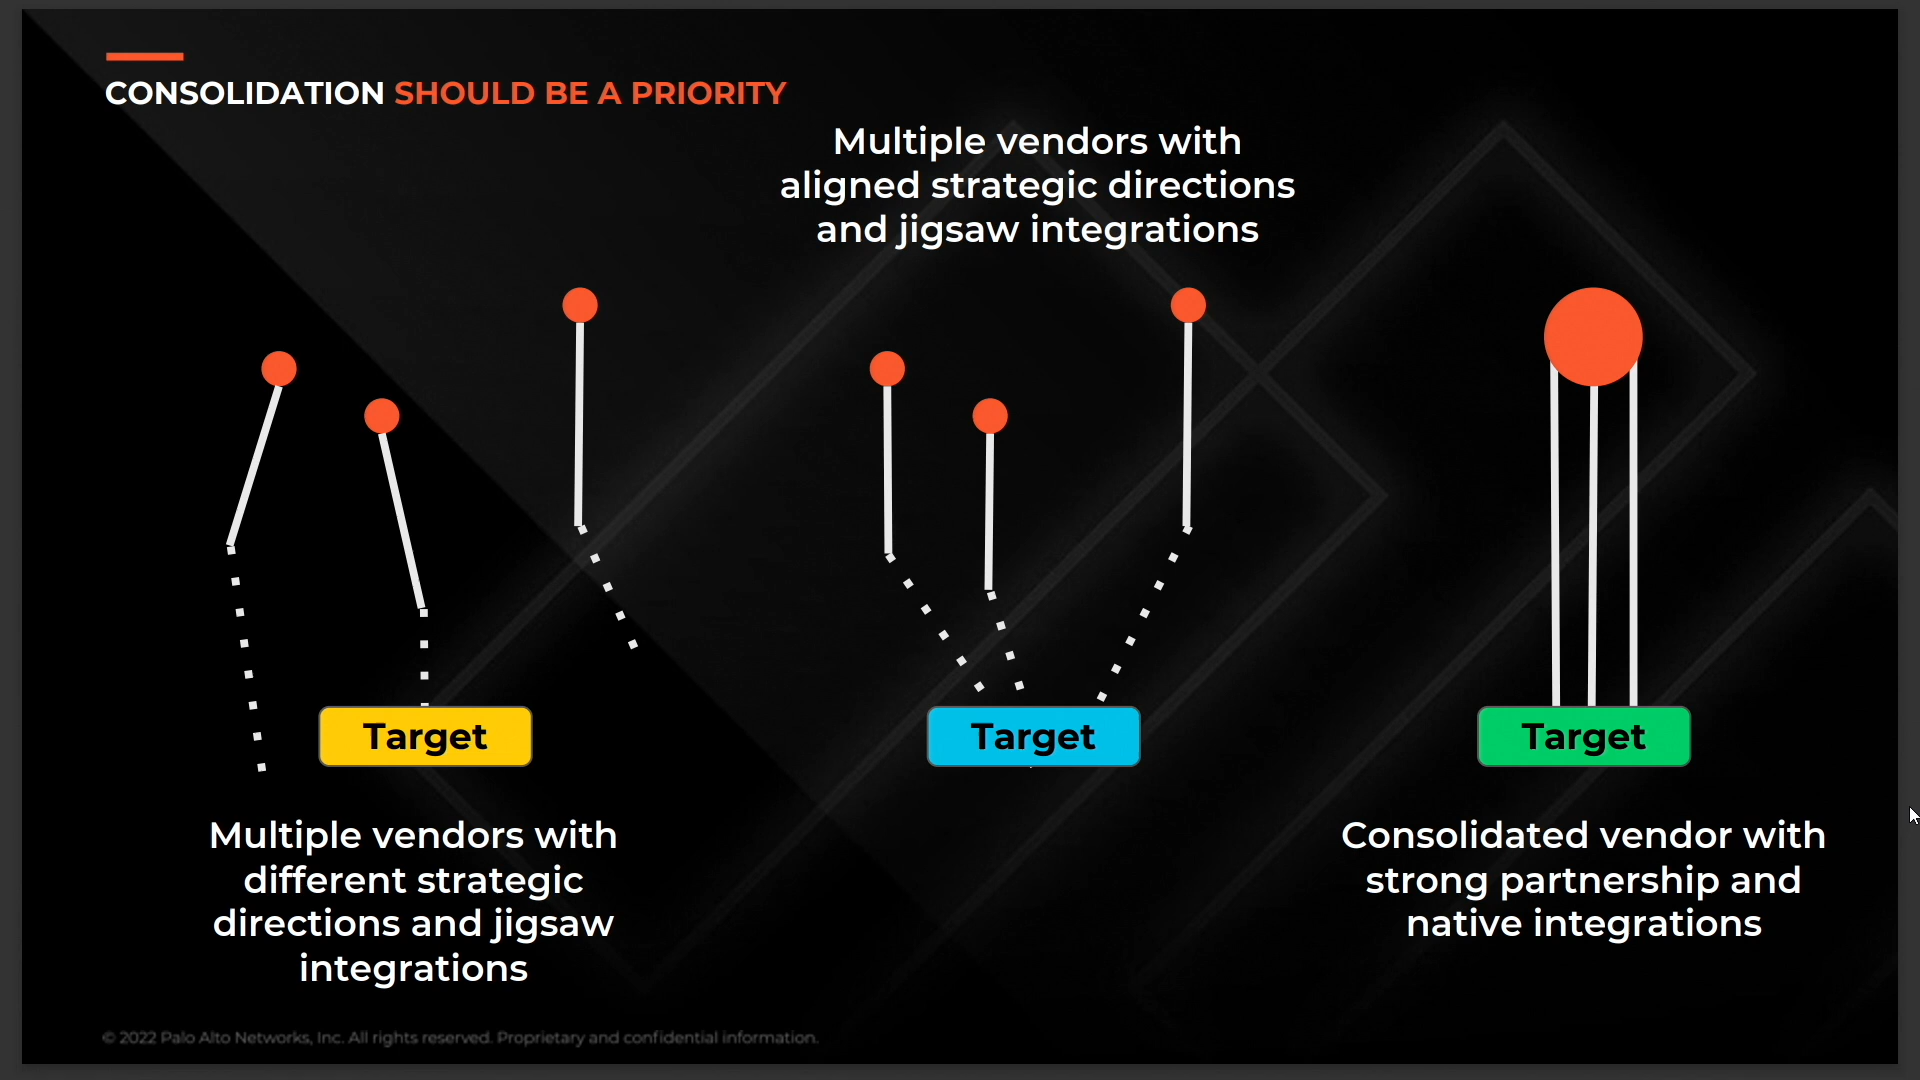 CONSOLIDATION SHOULD BE A PRIORITY
Multiple vendors with
aligned strategic directions
and jigsaw integrations
Target
Target
Target
Multiple vendors with
different strategic
directions and jigsaw
integrations
Consolidated vendor with
strong partnership and
native integrations
© 2022 Palo Alto Networks, Inc. All rights reserved. Proprietary and confidential information.